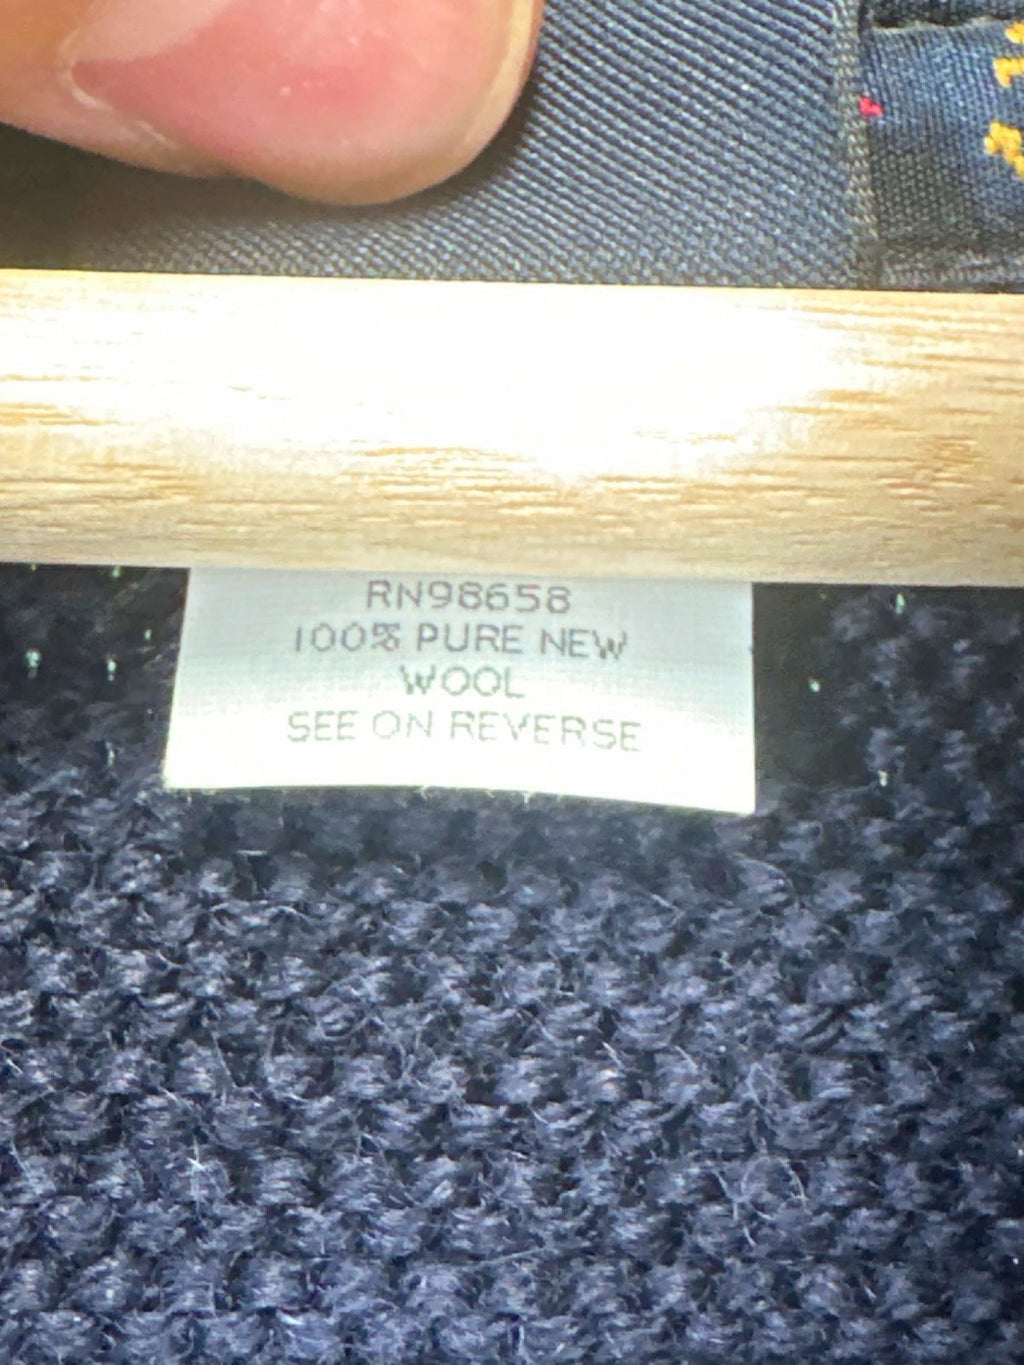 RN98658
100% PURE NEW
WOOL
SEE ON REVERSE